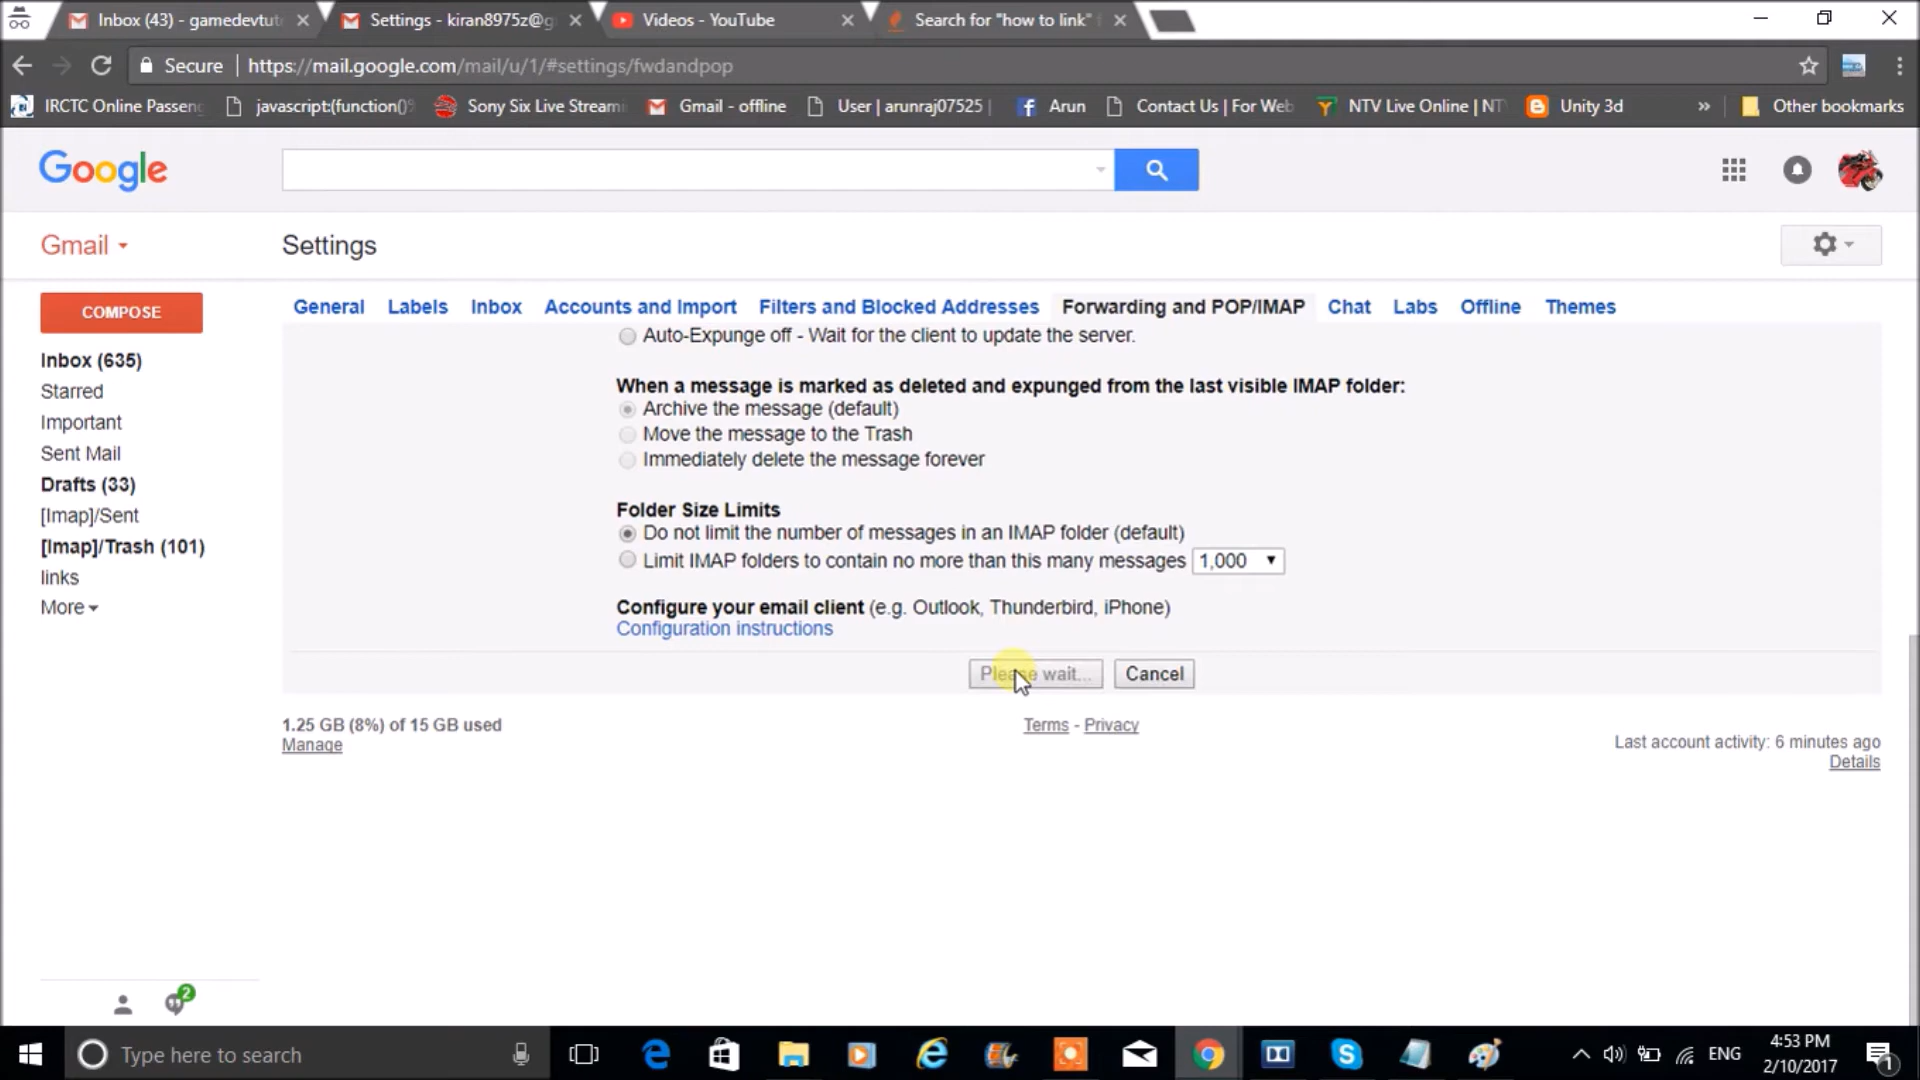 Inbox (43) - gamedevtut
Settings - kiran8975z@g
Videos - YouTube
Search for "how to link"
Secure
https://mail.google.com/mail/u/1/#settings/fwdandpop
IRCTC Online Passen
javascript:(function()
Sony Six Live Streami
Gmail - offline
User | arunraj07525 |
Arun
Contact Us | For Web
NTV Live Online | NT
Unity 3d
»
Other bookmarks
Google
Gmail
Settings
COMPOSE
General
Labels
Inbox
Accounts and Import
Filters and Blocked Addresses
Forwarding and POP/IMAP
Chat
Labs
Offline
Themes
Inbox (635)
Starred
Important
Sent Mail
Drafts (33)
[Imap]/Sent
[Imap]/Trash (101)
links
More
Auto-Expunge off - Wait for the client to update the server.
When a message is marked as deleted and expunged from the last visible IMAP folder:
Archive the message (default)
Move the message to the Trash
Immediately delete the message forever
Folder Size Limits
Do not limit the number of messages in an IMAP folder (default)
Limit IMAP folders to contain no more than this many messages 1,000
Configure your email client (e.g. Outlook, Thunderbird, iPhone)
Configuration instructions
Please wait...
Cancel
1.25 GB (8%) of 15 GB used
Manage
Terms - Privacy
Last account activity: 6 minutes ago
Details
2
Type here to search
ENG
4:53 PM
2/10/2017
1